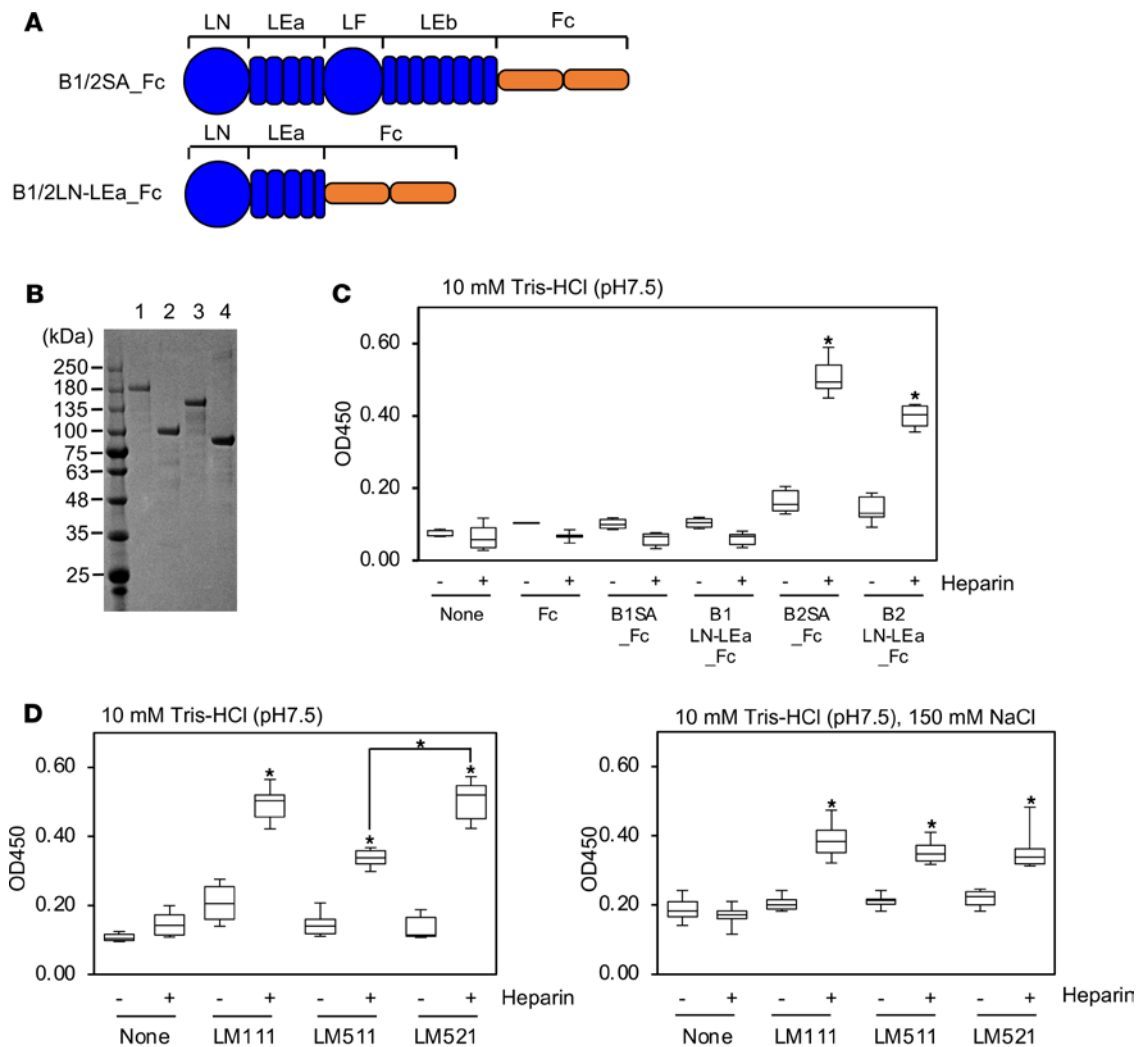 A
LN LEa LF LEb Fc
B1/2SA_Fc
LN LEa Fc
B1/2LN-LEa_Fc
B
1 2 3 4
(kDa)
250
180
135
100
75
63
48
35
25
C
10 mM Tris-HCl (pH7.5)
OD450
0.60
0.40
0.20
0.00
* *
- + - + - + - + - + - + Heparin
None Fc B1SA _Fc B1 LN-LEa _Fc B2SA _Fc B2 LN-LEa _Fc
D
10 mM Tris-HCl (pH7.5)
OD450
0.60
0.40
0.20
0.00
* * * *
- + - + - + - + Heparin
None LM111 LM511 LM521
10 mM Tris-HCl (pH7.5), 150 mM NaCl
OD450
0.60
0.40
0.20
0.00
* * *
- + - + - + - + Heparin
None LM111 LM511 LM521